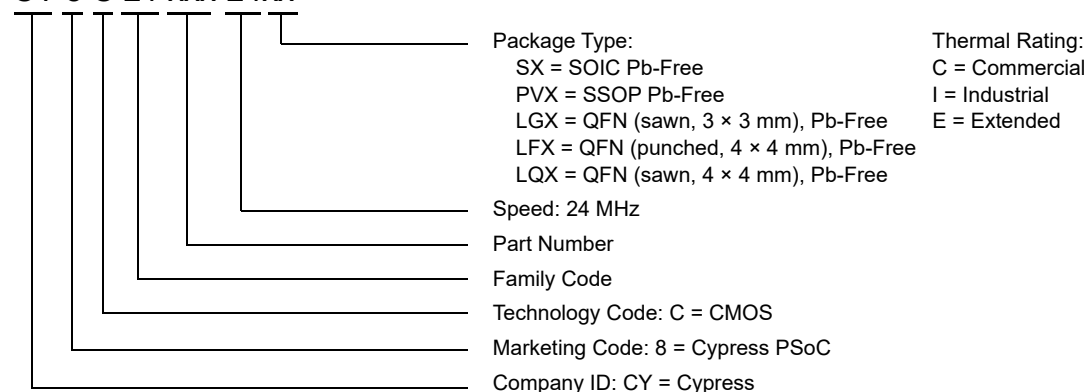 Package Type:
SX = SOIC Pb-Free
PVX = SSOP Pb-Free
LGX = QFN (sawn, 3 × 3 mm), Pb-Free
LFX = QFN (punched, 4 × 4 mm), Pb-Free
LQX = QFN (sawn, 4 × 4 mm), Pb-Free
Thermal Rating:
C = Commercial
I = Industrial
E = Extended
Speed: 24 MHz
Part Number
Family Code
Technology Code: C = CMOS
Marketing Code: 8 = Cypress PSoC
Company ID: CY = Cypress